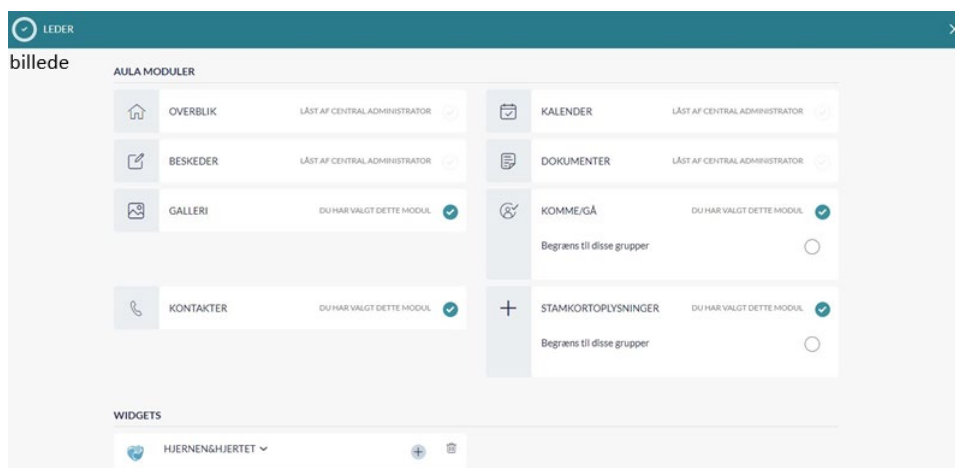 LEDER
billede
AULA MODULER
OVERBLIK LÅST AF CENTRAL ADMINISTRATOR
KALENDER LÅST AF CENTRAL ADMINISTRATOR
BESKEDER LÅST AF CENTRAL ADMINISTRATOR
DOKUMENTER LÅST AF CENTRAL ADMINISTRATOR
GALLERI DU HAR VALGT DETTE MODUL
KOMME/GÅ DU HAR VALGT DETTE MODUL
Begræns til disse grupper
KONTAKTER DU HAR VALGT DETTE MODUL
STAMKORTOPLYSNINGER DU HAR VALGT DETTE MODUL
Begræns til disse grupper
WIDGETS
HJERNEN&HJERTET